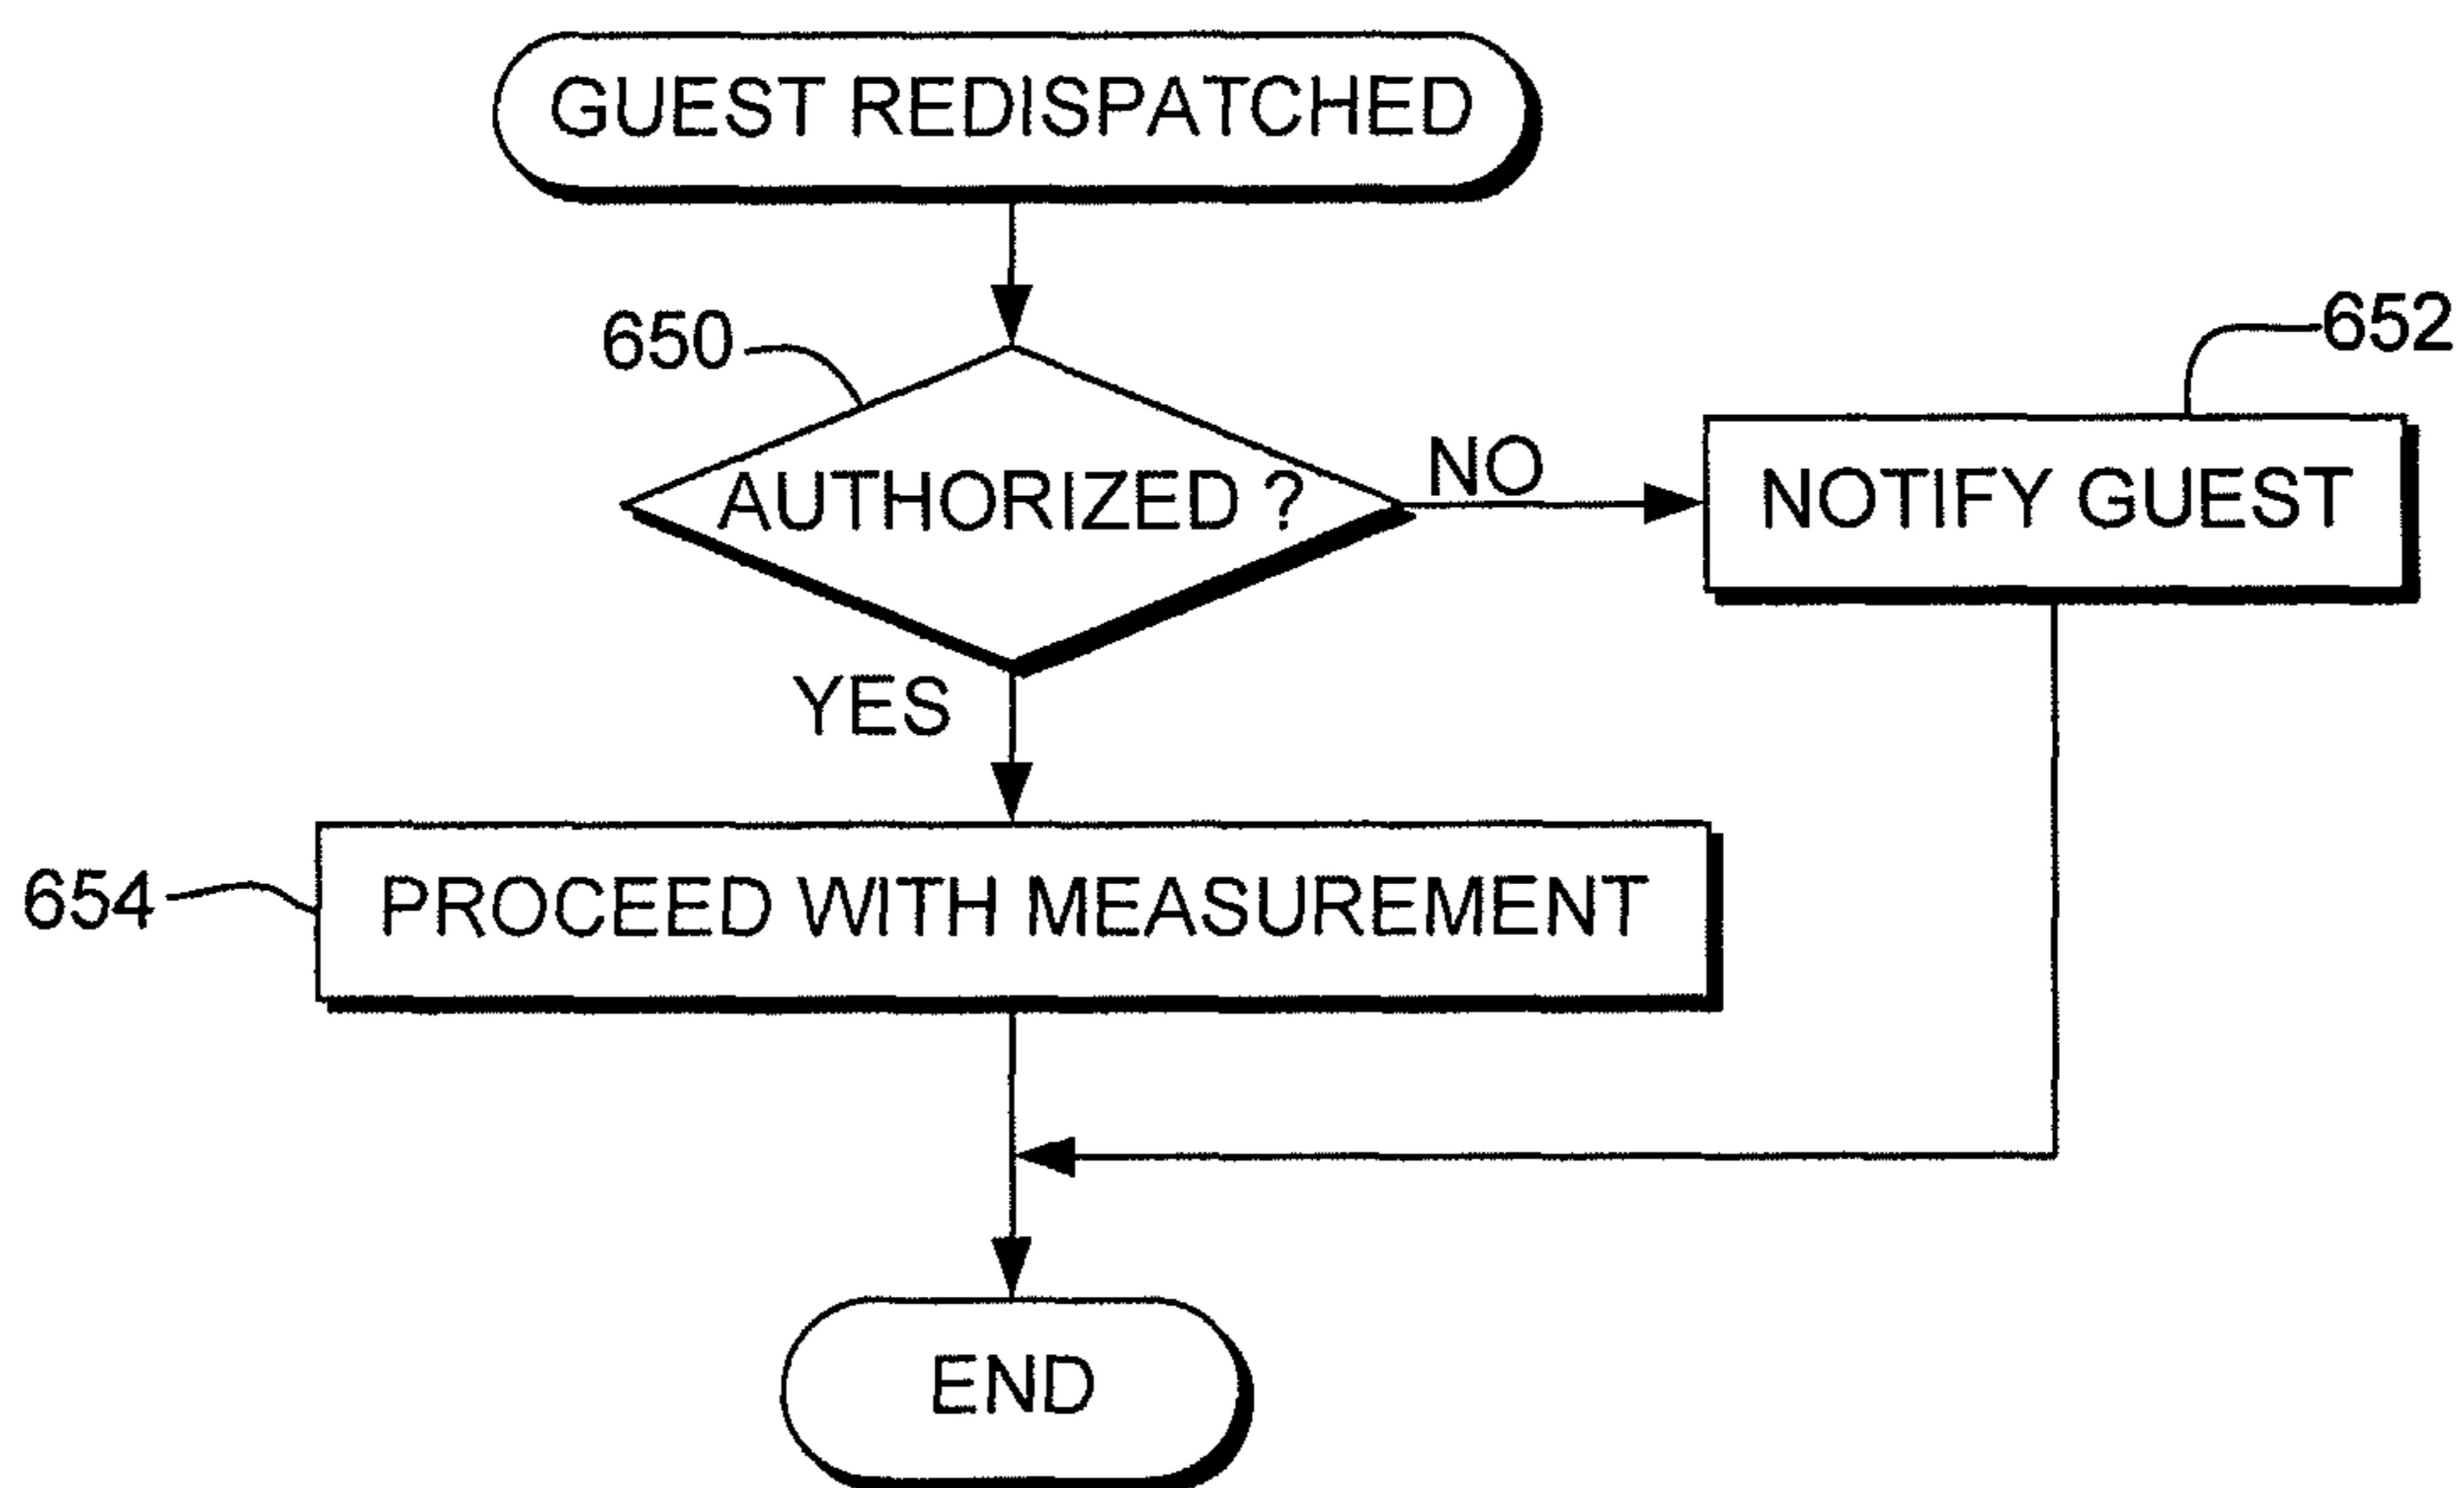 GUEST REDISPATCHED
650
652
AUTHORIZED ?
NO
NOTIFY GUEST
YES
654
PROCEED WITH MEASUREMENT
END